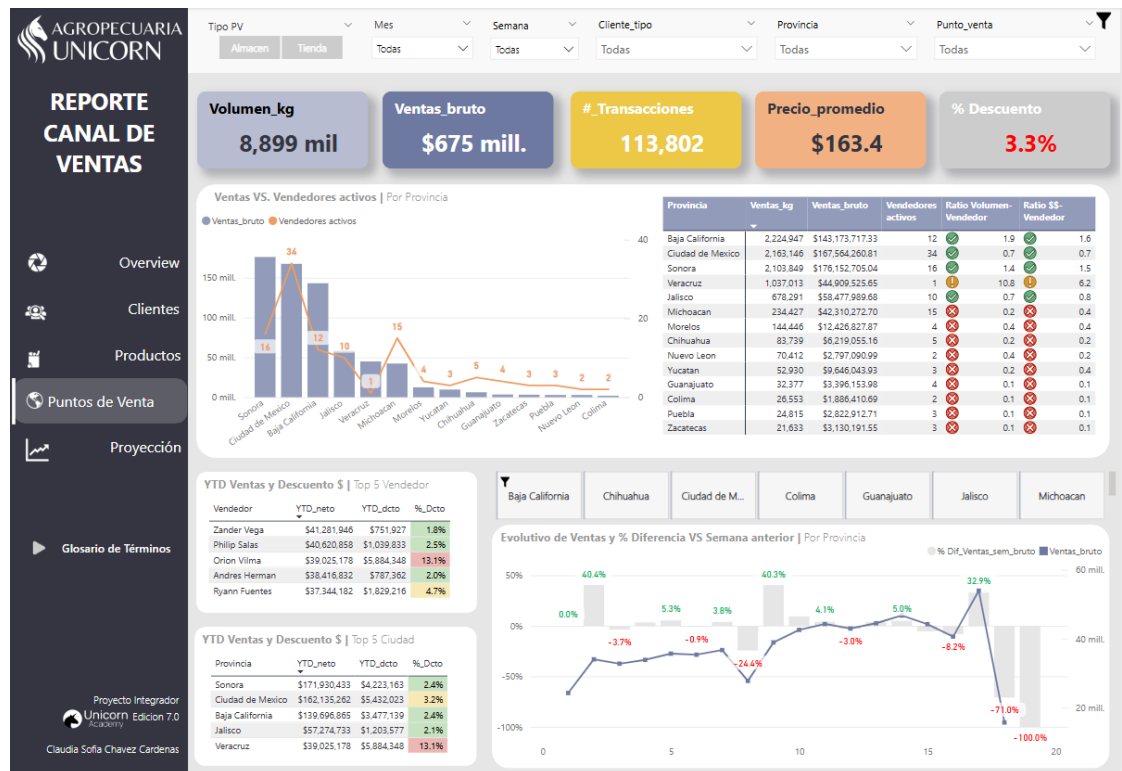 AGROPECUARIA
UNICORN
REPORTE
CANAL DE
VENTAS
Overview
Clientes
Productos
Puntos de Venta
Proyección
Glosario de Términos
Proyecto Integrador
Unicorn Edicion 7.0
Academy
Claudia Sofia Chavez Cardenas
Tipo PV
Almacen Tienda
Mes
Todas
Semana
Todas
Cliente_tipo
Todas
Provincia
Todas
Punto_venta
Todas
Volumen_kg
8,899 mil
Ventas_bruto
$675 mill.
#_Transacciones
113,802
Precio_promedio
$163.4
% Descuento
3.3%
Ventas VS. Vendedores activos | Por Provincia
Ventas_bruto Vendedores activos
150 mill.
100 mill.
50 mill.
0 mill.
40
20
0
16
34
12
10
1
15
4
3
5
4
3
3
2
2
Sonora
Ciudad de Mexico
Baja California
Jalisco
Veracruz
Michoacan
Morelos
Yucatan
Chihuahua
Guanajuato
Zacatecas
Puebla
Nuevo Leon
Colima
Provincia Ventas_kg Ventas_bruto Vendedores activos Ratio Volumen-Vendedor Ratio $$-Vendedor
Baja California 2,224,947 $143,173,717.33 12 1.9 1.6
Ciudad de Mexico 2,163,146 $167,564,260.81 34 0.7 0.7
Sonora 2,103,849 $176,152,705.04 16 1.4 1.5
Veracruz 1,037,013 $44,909,525.65 1 10.8 6.2
Jalisco 678,291 $58,477,989.68 10 0.7 0.8
Michoacan 234,427 $42,310,272.70 15 0.2 0.4
Morelos 144,446 $12,426,827.87 4 0.4 0.4
Chihuahua 83,739 $6,219,055.16 5 0.2 0.2
Nuevo Leon 70,412 $2,797,090.99 2 0.4 0.2
Yucatan 52,930 $9,646,043.93 3 0.2 0.4
Guanajuato 32,377 $3,396,153.98 4 0.1 0.1
Colima 26,553 $1,886,410.69 2 0.1 0.1
Puebla 24,815 $2,822,912.71 3 0.1 0.1
Zacatecas 21,633 $3,130,191.55 3 0.1 0.1
YTD Ventas y Descuento $ | Top 5 Vendedor
Vendedor YTD_neto YTD_dcto %_Dcto
Zander Vega $41,281,946 $751,927 1.8%
Philip Salas $40,620,858 $1,039,833 2.5%
Orion Vilma $39,025,178 $5,884,348 13.1%
Andres Herman $38,416,832 $787,362 2.0%
Ryann Fuentes $37,344,182 $1,829,216 4.7%
YTD Ventas y Descuento $ | Top 5 Ciudad
Provincia YTD_neto YTD_dcto %_Dcto
Sonora $171,930,433 $4,223,163 2.4%
Ciudad de Mexico $162,135,262 $5,432,023 3.2%
Baja California $139,696,865 $3,477,139 2.4%
Jalisco $57,274,733 $1,203,577 2.1%
Veracruz $39,025,178 $5,884,348 13.1%
Baja California
Chihuahua
Ciudad de M...
Colima
Guanajuato
Jalisco
Michoacan
Evolutivo de Ventas y % Diferencia VS Semana anterior | Por Provincia
% Dif_Ventas_sem_bruto Ventas_bruto
50%
0%
-50%
-100%
60 mill.
40 mill.
20 mill.
0.0%
40.4%
-3.7%
5.3%
-0.9%
3.8%
-24.4%
40.3%
4.1%
-3.0%
5.0%
-8.2%
32.9%
-71.0%
-100.0%
0
5
10
15
20